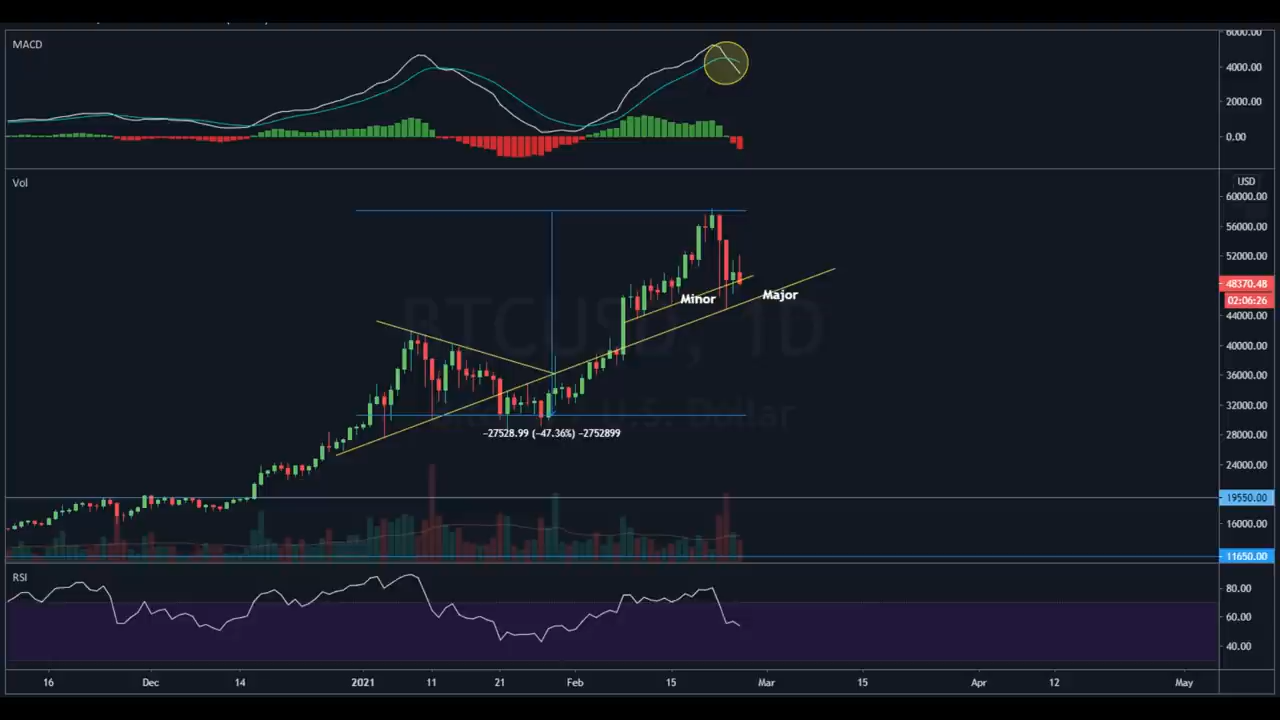 MACD
6000.00
4000.00
2000.00
0.00
Vol
USD
60000.00
56000.00
52000.00
48370.48
02:06:26
44000.00
40000.00
36000.00
32000.00
28000.00
24000.00
19550.00
16000.00
11650.00
Minor
Major
BTCUSD, 1D
U.S. Dollar
−27528.99 (−47.36%) −2752899
RSI
80.00
60.00
40.00
16 Dec 14 2021 11 21 Feb 15 Mar 15 Apr 12 May